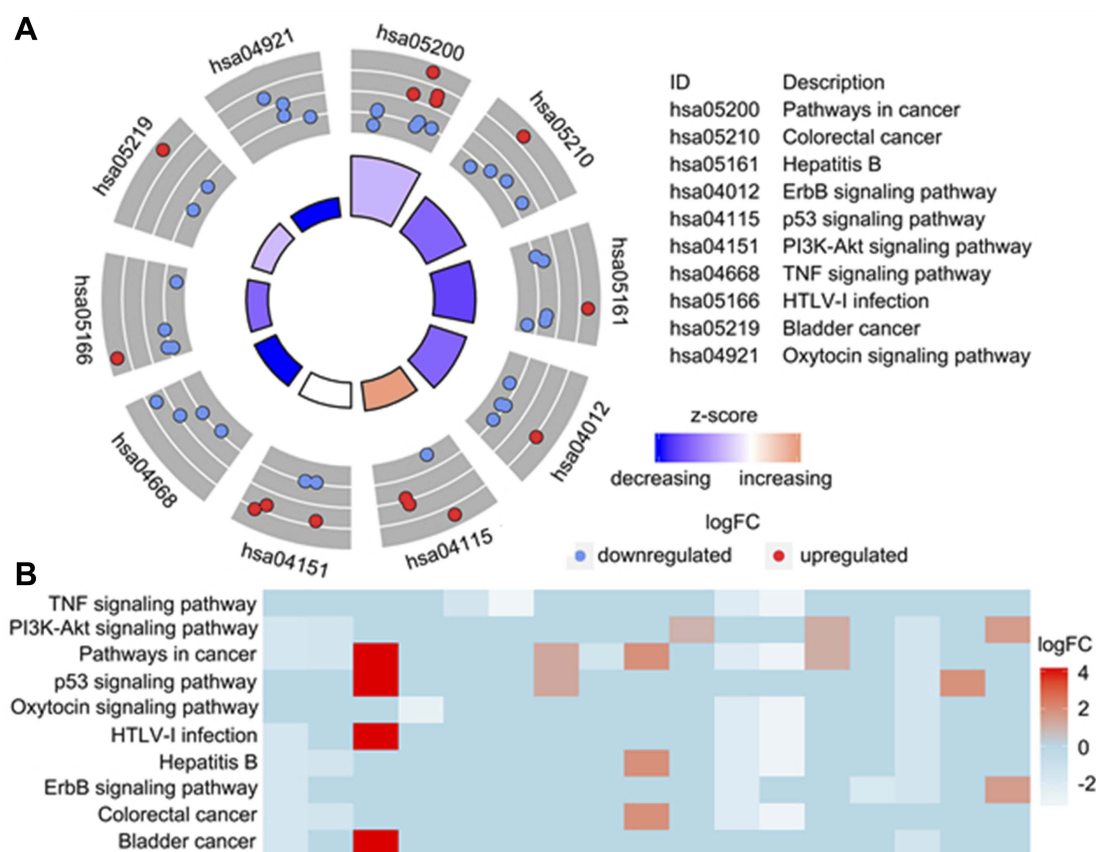 A
hsa05200
hsa05210
hsa05161
hsa04012
hsa04115
hsa04151
hsa04668
hsa05166
hsa05219
hsa04921
ID Description
hsa05200 Pathways in cancer
hsa05210 Colorectal cancer
hsa05161 Hepatitis B
hsa04012 ErbB signaling pathway
hsa04115 p53 signaling pathway
hsa04151 PI3K-Akt signaling pathway
hsa04668 TNF signaling pathway
hsa05166 HTLV-I infection
hsa05219 Bladder cancer
hsa04921 Oxytocin signaling pathway
z-score
decreasing increasing
logFC
downregulated upregulated
B
TNF signaling pathway
PI3K-Akt signaling pathway
Pathways in cancer
p53 signaling pathway
Oxytocin signaling pathway
HTLV-I infection
Hepatitis B
ErbB signaling pathway
Colorectal cancer
Bladder cancer
logFC
4
2
0
-2